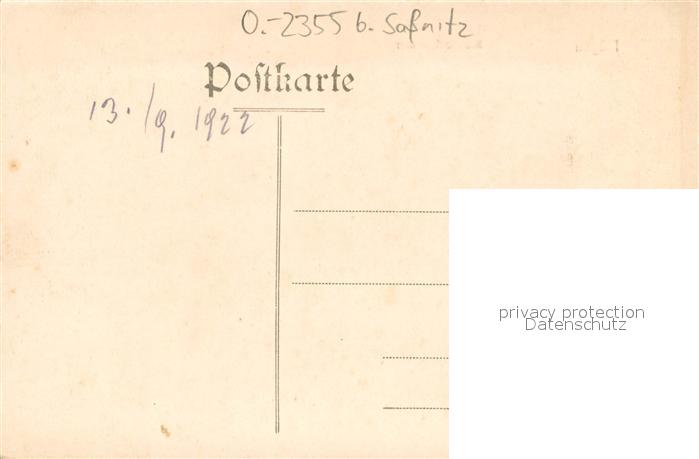 O.-2355 b. Saßnitz
Poſtkarte
13./9. 1922
privacy protection
Datenschutz